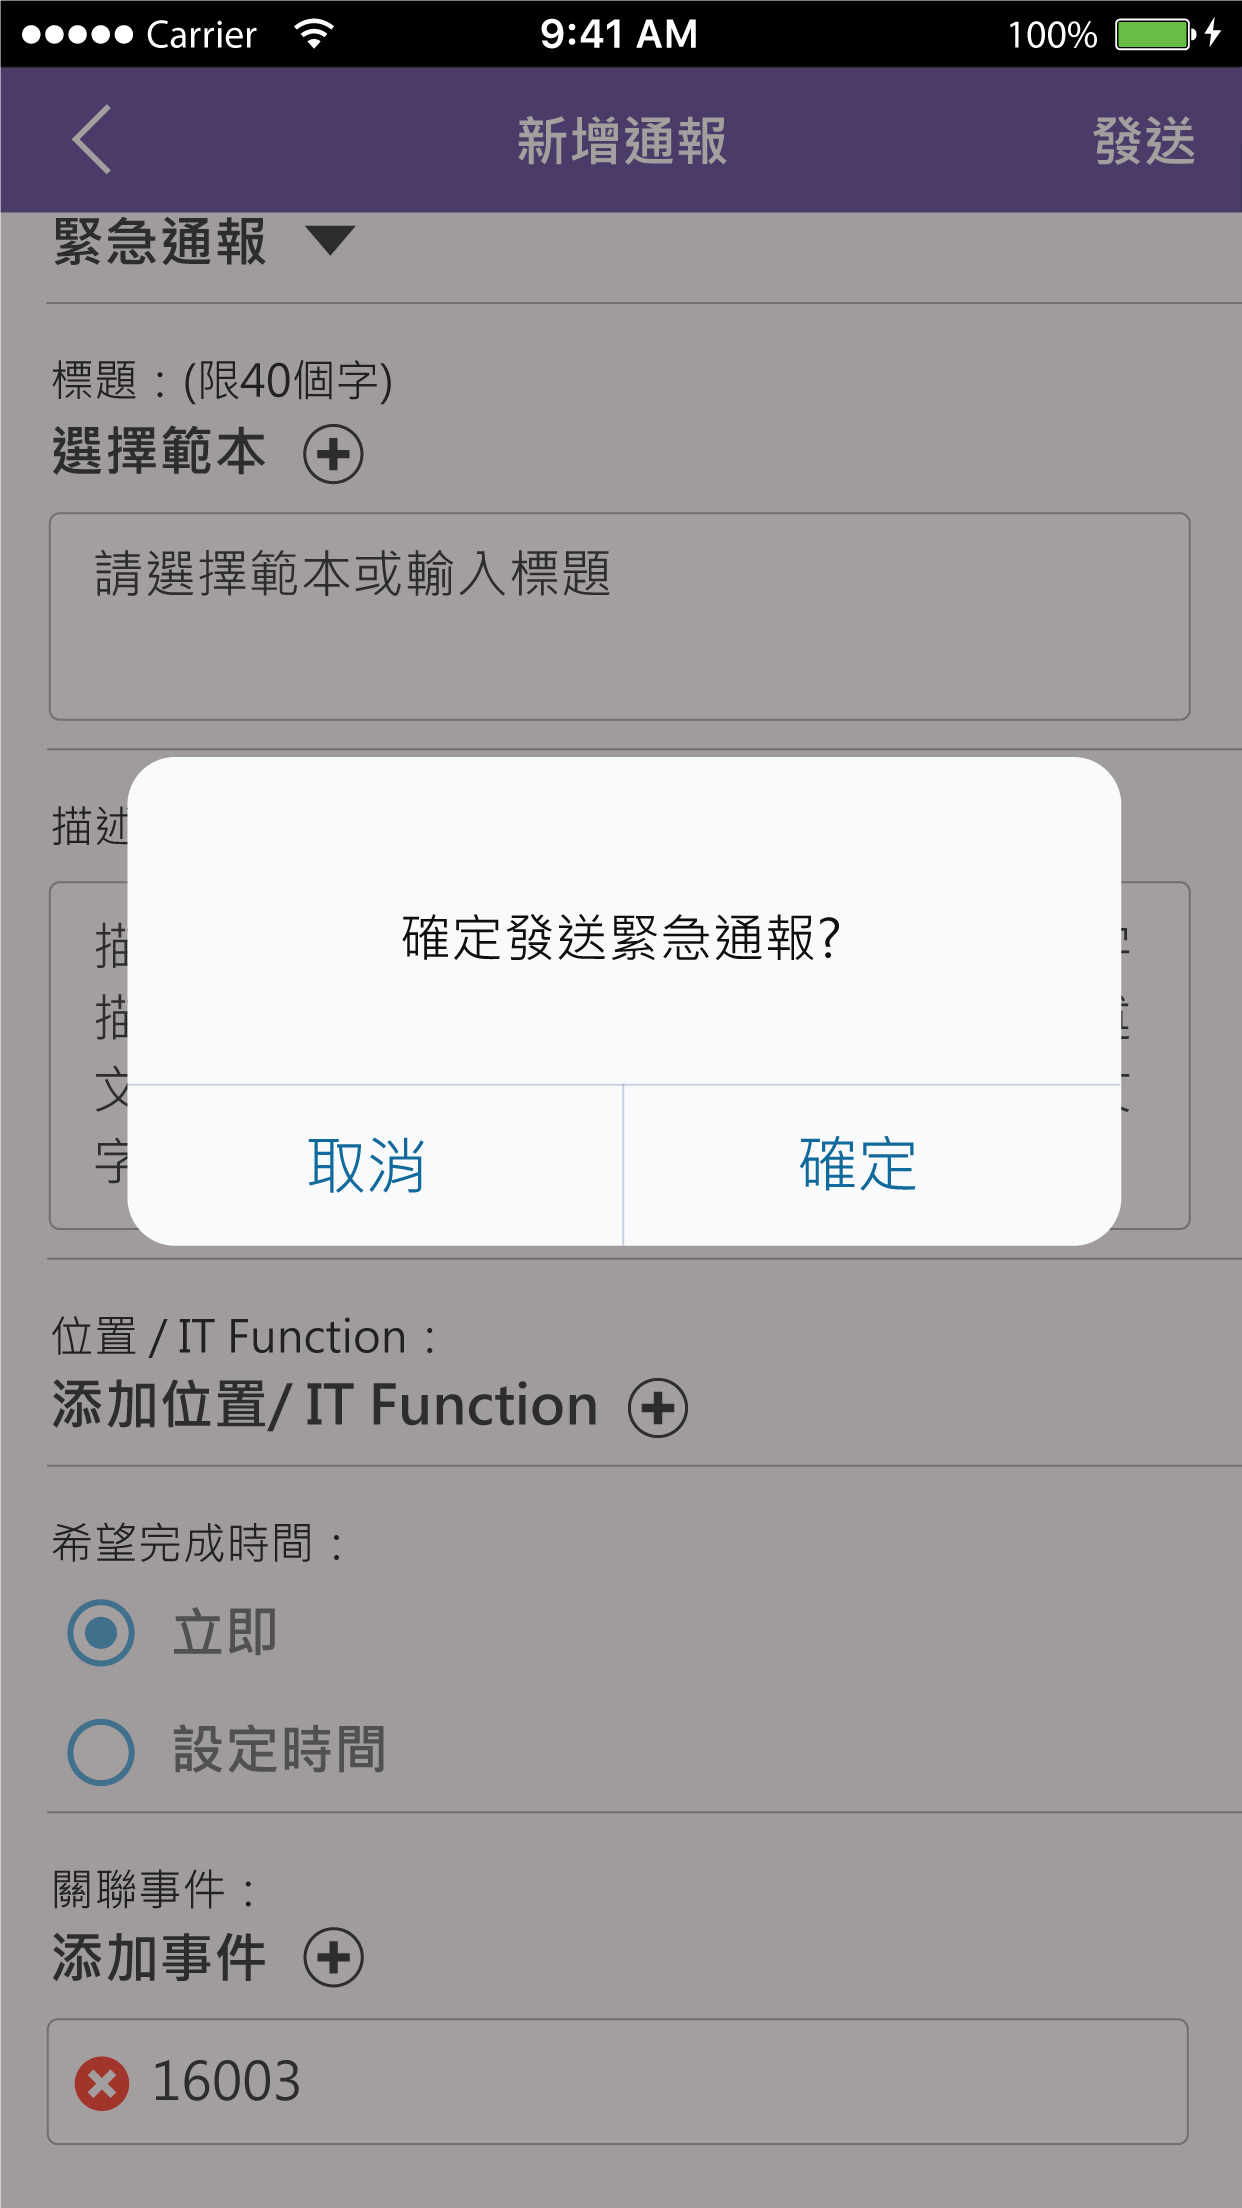 Carrier 9:41 AM 100%
新增通報 發送
緊急通報
標題：(限40個字)
選擇範本
請選擇範本或輸入標題
描述
描
描
文
字
確定發送緊急通報?
取消 確定
位置 / IT Function：
添加位置/ IT Function
希望完成時間：
立即
設定時間
關聯事件：
添加事件
16003